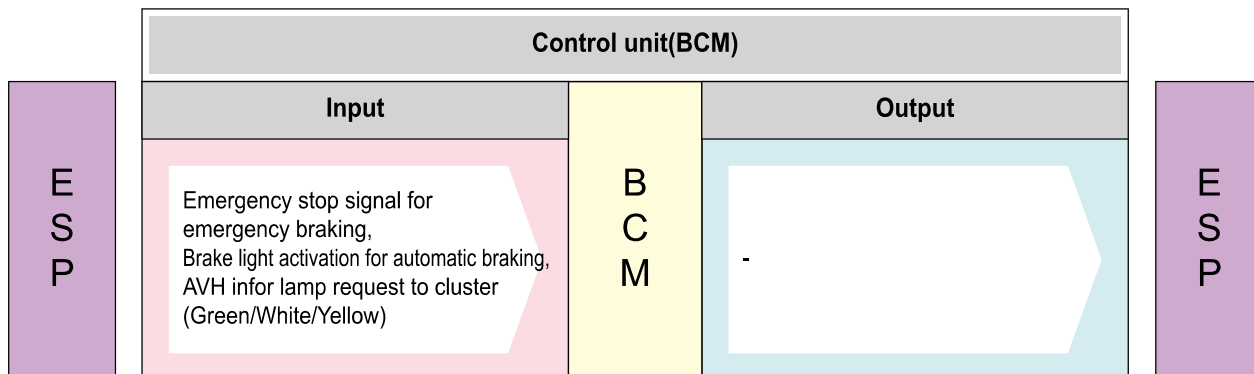 Control unit(BCM)
Input
Output
E
S
P
Emergency stop signal for
emergency braking,
Brake light activation for automatic braking,
AVH infor lamp request to cluster
(Green/White/Yellow)
B
C
M
-
E
S
P